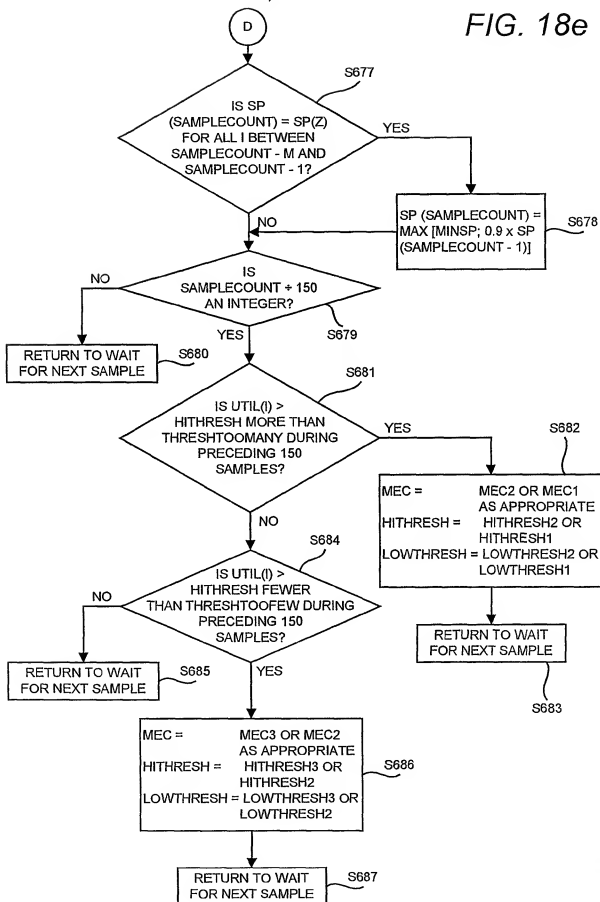 FIG. 18e
D
S677
IS SP
(SAMPLECOUNT) = SP(Z)
FOR ALL I BETWEEN
SAMPLECOUNT - M AND
SAMPLECOUNT - 1?
YES
NO
SP (SAMPLECOUNT) =
MAX [MINSP; 0.9 x SP
(SAMPLECOUNT - 1)]
S678
IS
SAMPLECOUNT ÷ 150
AN INTEGER?
NO
YES
S679
RETURN TO WAIT
FOR NEXT SAMPLE
S680
S681
IS UTIL(I) >
HITHRESH MORE THAN
THRESHTOOMANY DURING
PRECEDING 150
SAMPLES?
YES
NO
S682
MEC = MEC2 OR MEC1
AS APPROPRIATE
HITHRESH = HITHRESH2 OR
HITHRESH1
LOWTHRESH = LOWTHRESH2 OR
LOWTHRESH1
RETURN TO WAIT
FOR NEXT SAMPLE
S683
S684
IS UTIL(I) >
HITHRESH FEWER
THAN THRESHTOOFEW DURING
PRECEDING 150
SAMPLES?
NO
YES
RETURN TO WAIT
FOR NEXT SAMPLE
S685
MEC = MEC3 OR MEC2
AS APPROPRIATE
HITHRESH = HITHRESH3 OR
HITHRESH2
LOWTHRESH = LOWTHRESH3 OR
LOWTHRESH2
S686
RETURN TO WAIT
FOR NEXT SAMPLE
S687